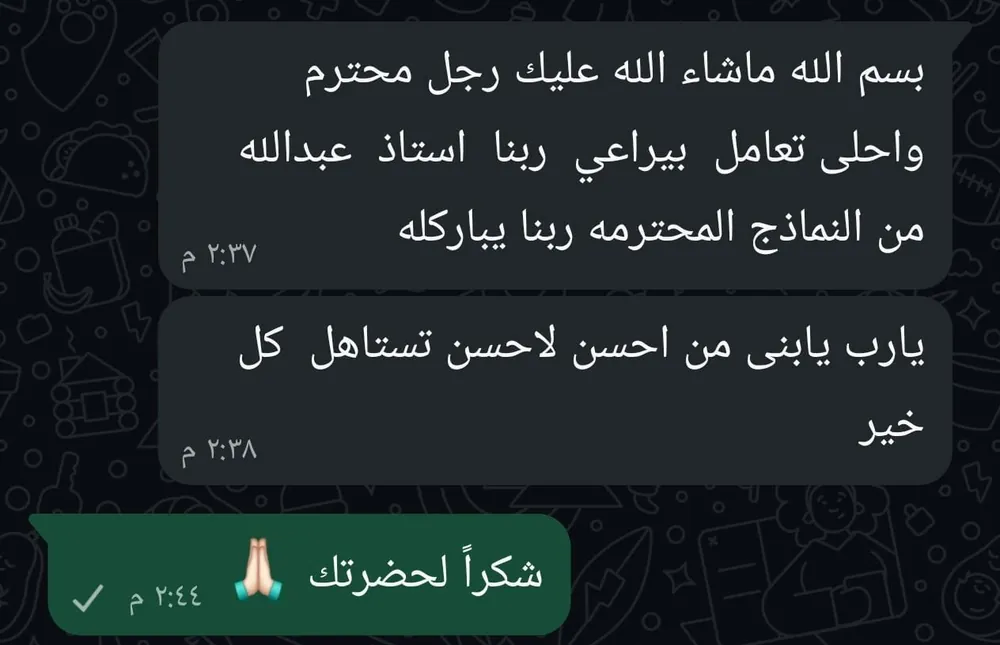 بسم الله ماشاء الله عليك رجل محترم
واحلى تعامل بيراعي ربنا استاذ عبدالله
من النماذج المحترمه ربنا يباركله
٢:٣٧ م
يارب يابنى من احسن لاحسن تستاهل كل
خير
٢:٣٨ م
شكراً لحضرتك 🙏🏻
٢:٤٤ م